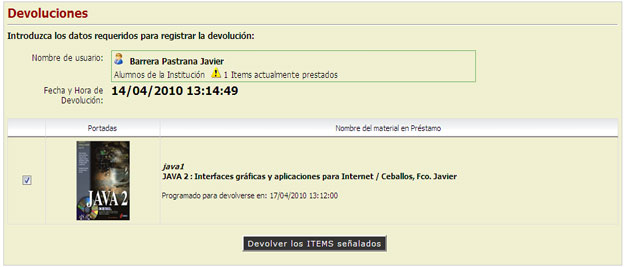 Devoluciones
Introduzca los datos requeridos para registrar la devolución:
Nombre de usuario:
Barrera Pastrana Javier
Alumnos de la Institución 1 Items actualmente prestados
Fecha y Hora de
Devolución:
14/04/2010 13:14:49
Portadas Nombre del material en Préstamo
JAVA 2
java1
JAVA 2 : Interfaces gráficas y aplicaciones para Internet / Ceballos, Fco. Javier
Programado para devolverse en: 17/04/2010 13:12:00
Devolver los ITEMS señalados